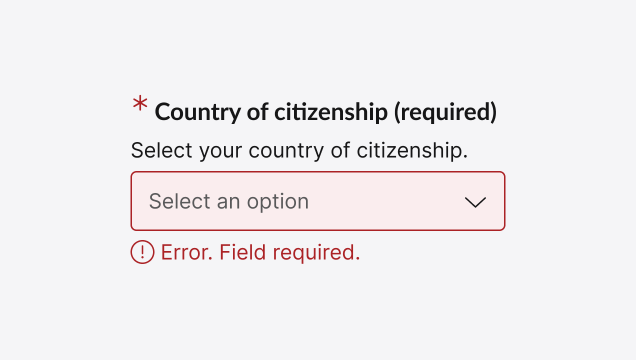 * Country of citizenship (required)
Select your country of citizenship.
Select an option
Error. Field required.